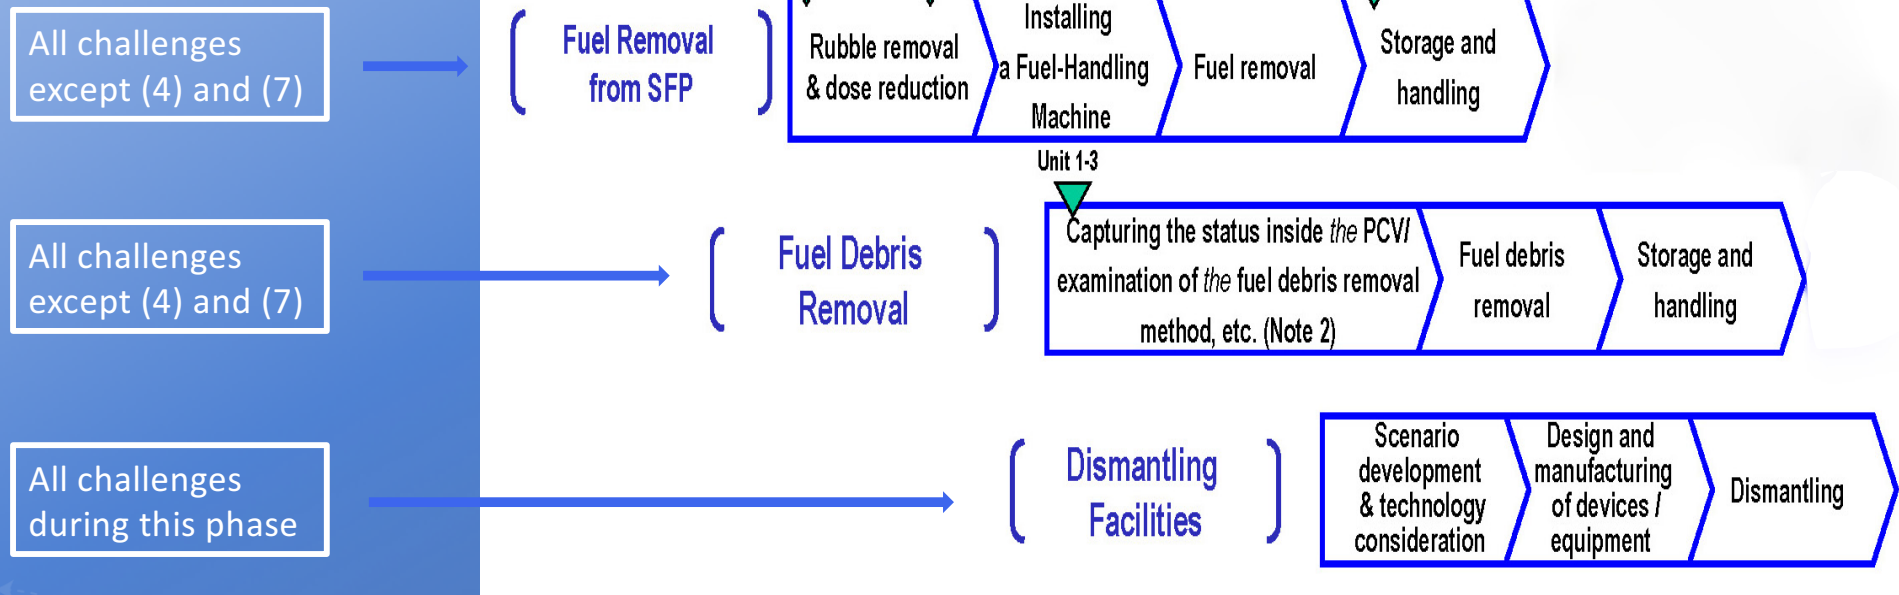 All challenges
except (4) and (7)
Fuel Removal
from SFP
Rubble removal
& dose reduction
Installing
a Fuel-Handling
Machine
Fuel removal
Storage and
handling
Unit 1-3
All challenges
except (4) and (7)
Fuel Debris
Removal
Capturing the status inside the PCV/
examination of the fuel debris removal
method, etc. (Note 2)
Fuel debris
removal
Storage and
handling
All challenges
during this phase
Dismantling
Facilities
Scenario
development
& technology
consideration
Design and
manufacturing
of devices /
equipment
Dismantling